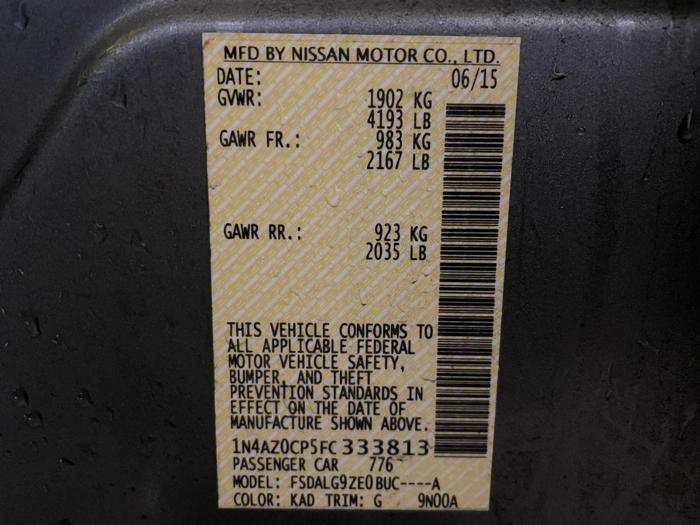 MFD BY NISSAN MOTOR CO., LTD.
DATE: 06/15
GVWR: 1902 KG
4193 LB
GAWR FR.: 983 KG
2167 LB
GAWR RR.: 923 KG
2035 LB
THIS VEHICLE CONFORMS TO
ALL APPLICABLE FEDERAL
MOTOR VEHICLE SAFETY,
BUMPER, AND THEFT
PREVENTION STANDARDS IN
EFFECT ON THE DATE OF
MANUFACTURE SHOWN ABOVE.
1N4AZ0CP5FC333813
PASSENGER CAR 776
MODEL: FSDALG9ZE0BUC----A
COLOR: KAD TRIM: G 9N00A